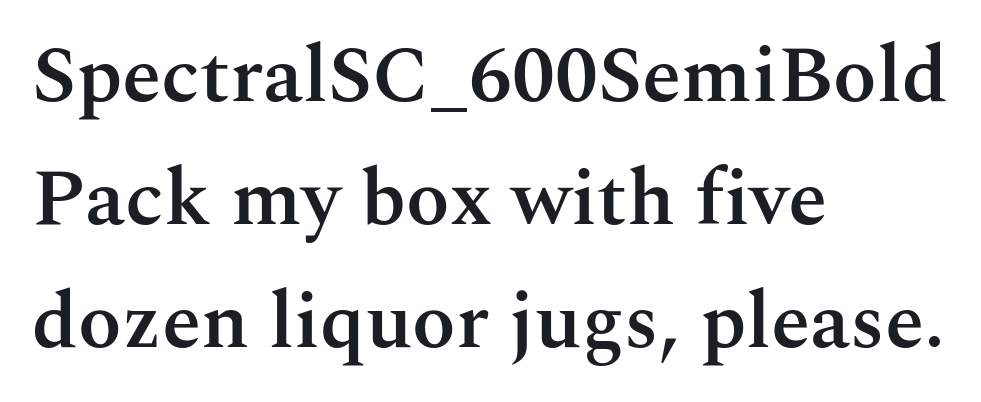 SpectralSC_600SemiBold
Pack my box with five
dozen liquor jugs, please.